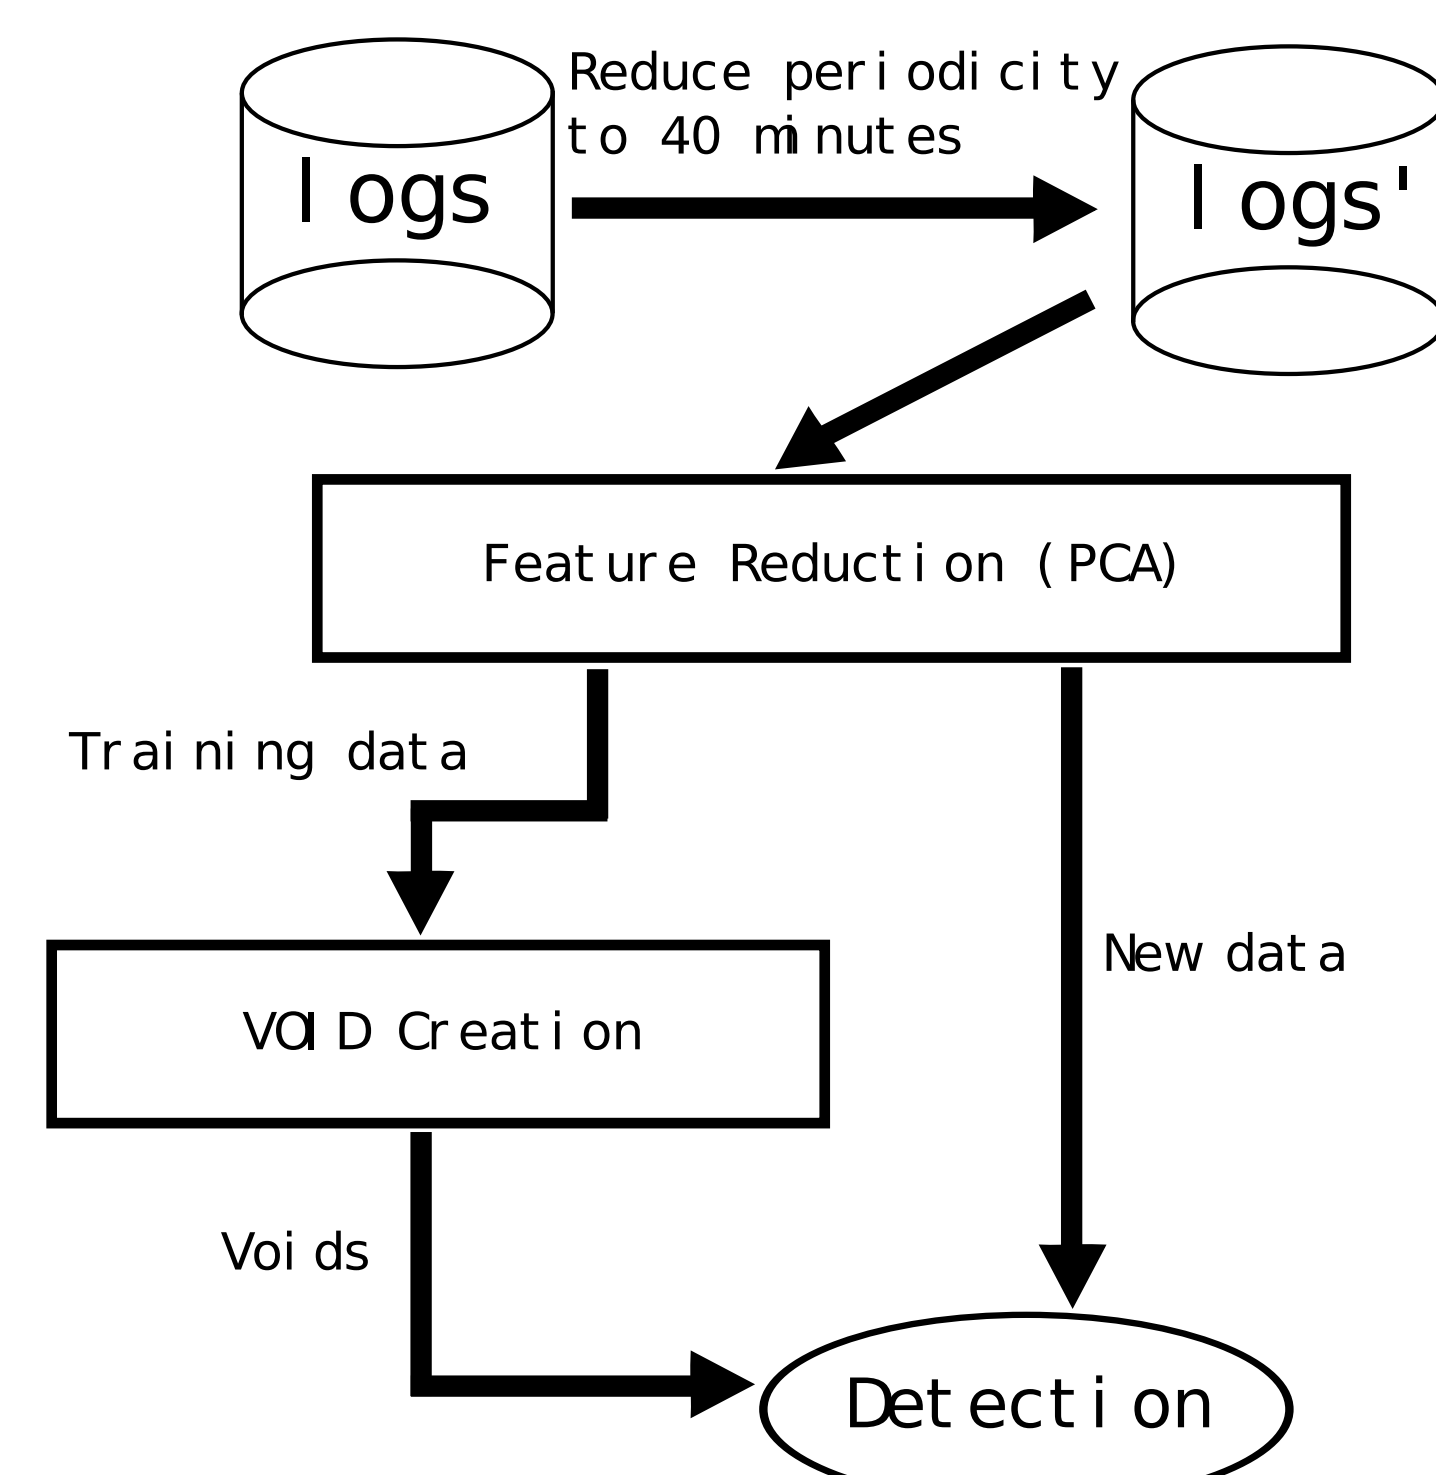 Reduce periodicity
to 40 minutes
logs
logs'
Feature Reduction (PCA)
Training data
New data
VOID Creation
Voids
Detection